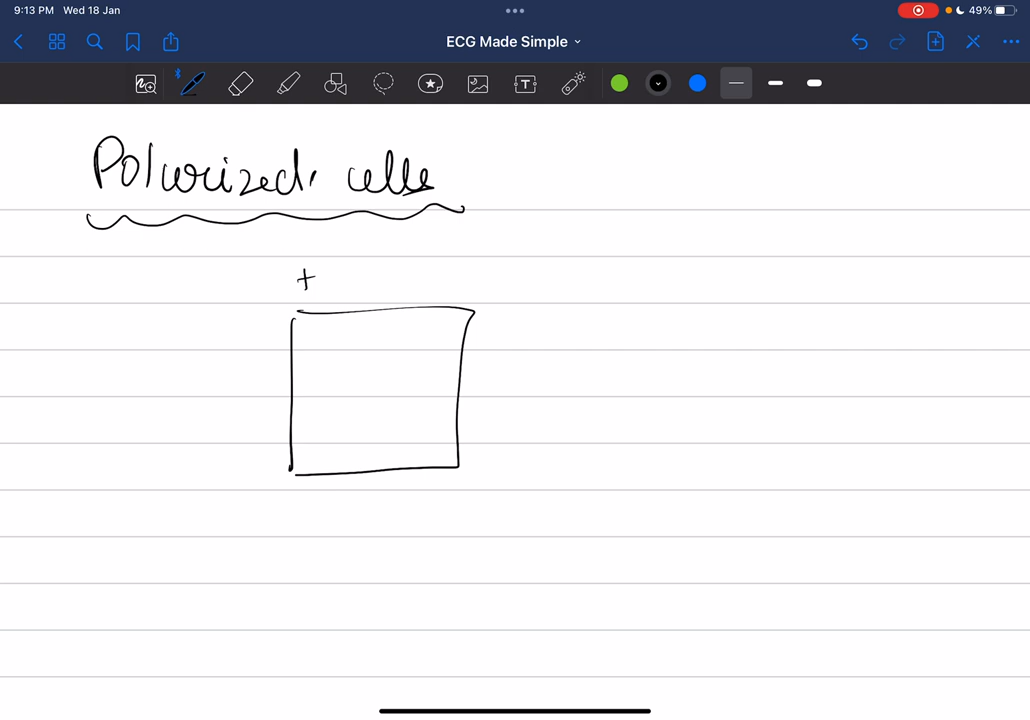 9:13 PM Wed 18 Jan
49%
ECG Made Simple
T
Polarized cells
+